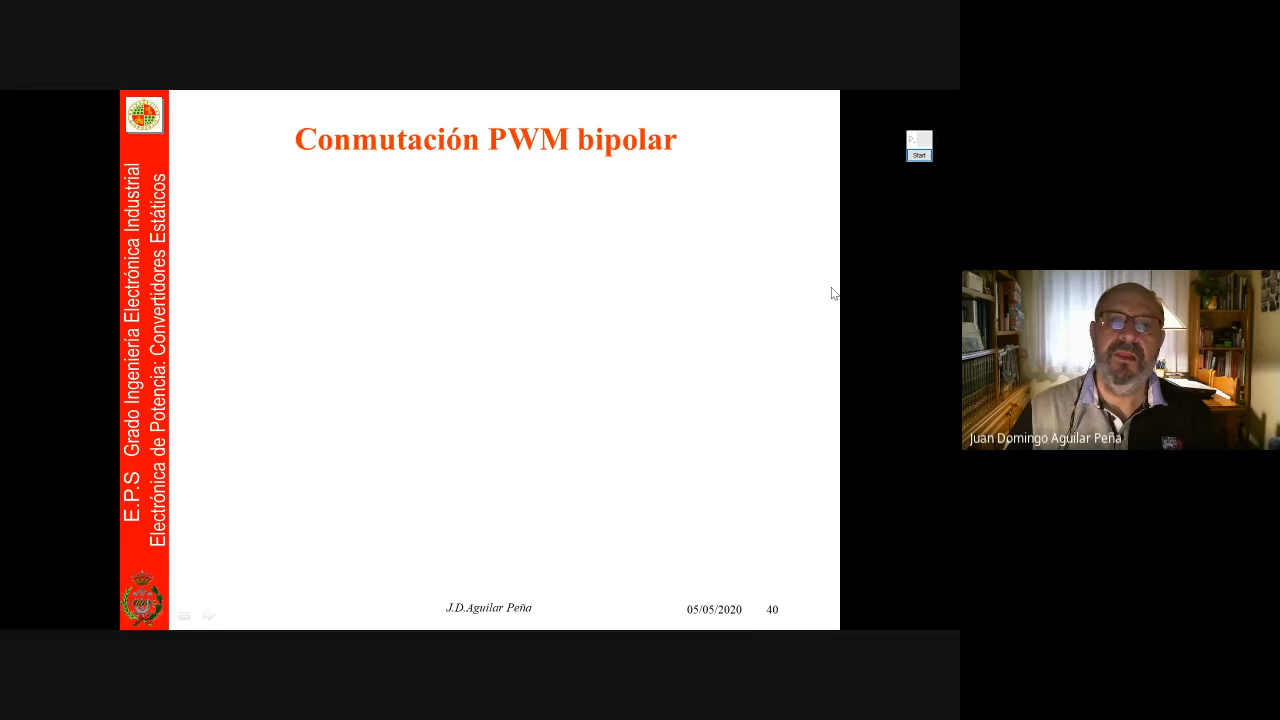 Conmutación PWM bipolar
E.P.S Grado Ingeniería Electrónica Industrial
Electrónica de Potencia: Convertidores Estáticos
Start
Juan Domingo Aguilar Peña
J.D.Aguilar Peña
05/05/2020
40